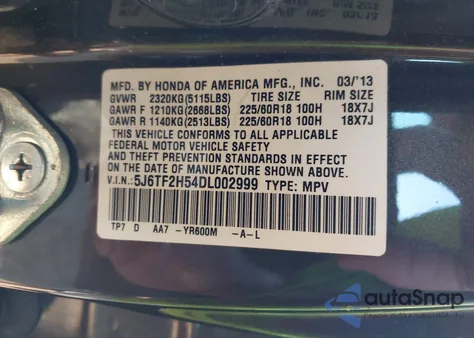 MFD. BY HONDA OF AMERICA MFG., INC. 03/'13
GVWR 2320KG(5115LBS) TIRE SIZE RIM SIZE
GAWR F 1210KG(2668LBS) 225/60R18 100H 18X7J
GAWR R 1140KG(2513LBS) 225/60R18 100H 18X7J
THIS VEHICLE CONFORMS TO ALL APPLICABLE
FEDERAL MOTOR VEHICLE SAFETY
AND THEFT PREVENTION STANDARDS IN EFFECT
ON THE DATE OF MANUFACTURE SHOWN ABOVE.
V.I.N.: 5J6TF2H54DL002999 TYPE: MPV
TP7 D AA7 -YR600M -A-L
autoSnap